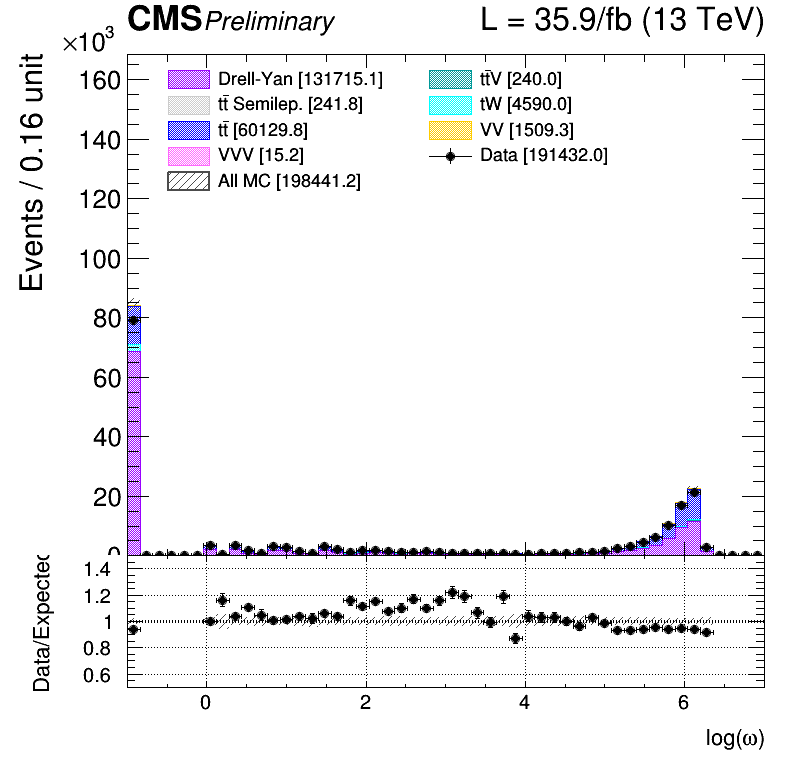 CMS Preliminary L = 35.9/fb (13 TeV)
×10³
Events / 0.16 unit
160
140
120
100
80
60
40
20
0
Drell-Yan [131715.1]
tt̄ Semilep. [241.8]
tt̄ [60129.8]
VVV [15.2]
All MC [198441.2]
tt̄V [240.0]
tW [4590.0]
VV [1509.3]
Data [191432.0]
Data/Expected
1.4
1.2
1
0.8
0.6
0 2 4 6
log(ω)